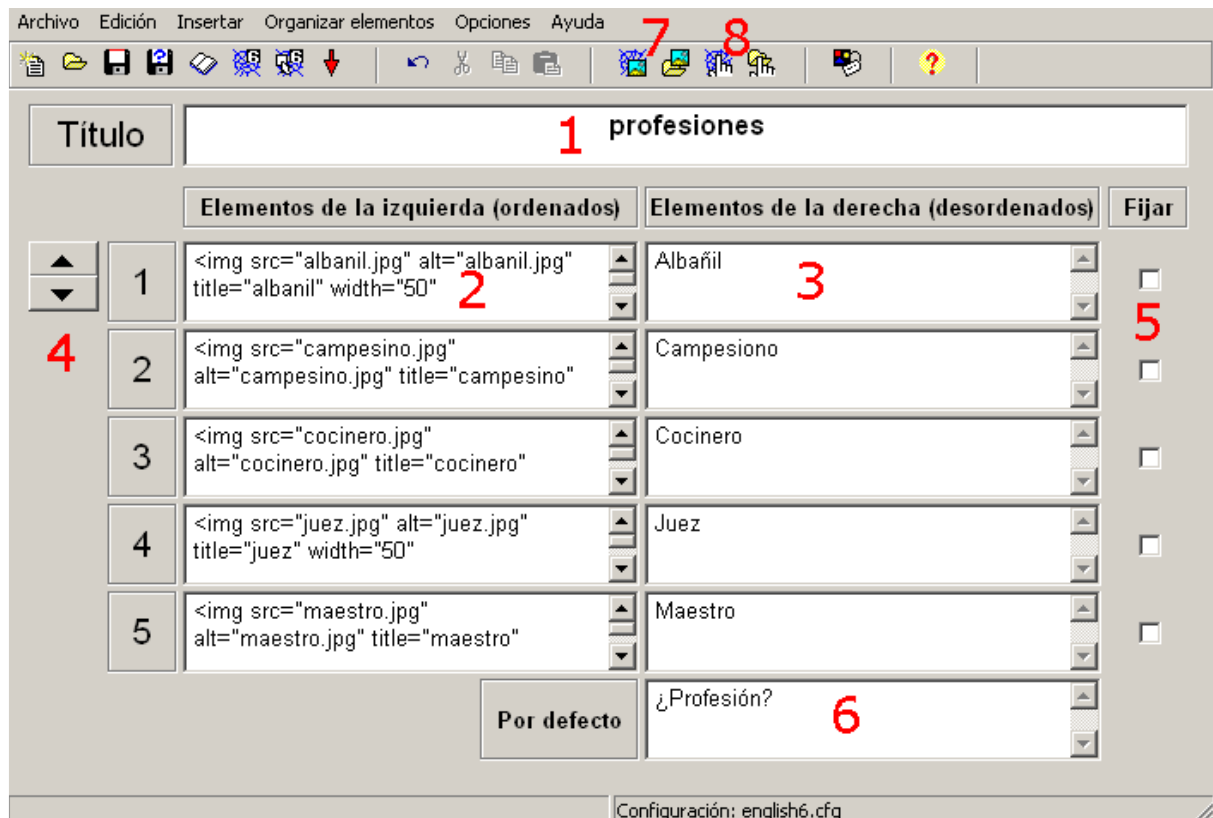 Archivo Edición Insertar Organizar elementos Opciones Ayuda
7 8
Título
1 profesiones
Elementos de la izquierda (ordenados) Elementos de la derecha (desordenados) Fijar
1
<img src="albanil.jpg" alt="albanil.jpg"
title="albanil" width="50"
2
Albañil
3
5
4
2
<img src="campesino.jpg"
alt="campesino.jpg" title="campesino"
Campesiono
3
<img src="cocinero.jpg"
alt="cocinero.jpg" title="cocinero"
Cocinero
4
<img src="juez.jpg" alt="juez.jpg"
title="juez" width="50"
Juez
5
<img src="maestro.jpg"
alt="maestro.jpg" title="maestro"
Maestro
Por defecto
¿Profesión?
6
Configuración: english6.cfg